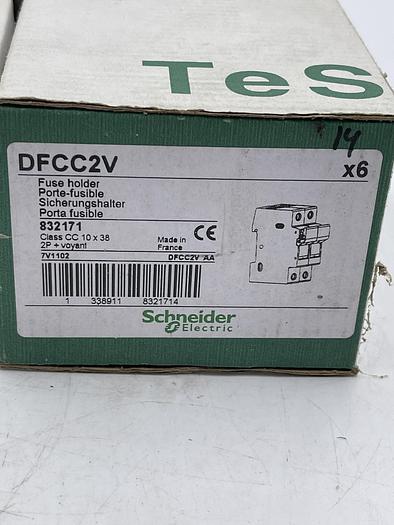 TeS
14
DFCC2V
x6
Fuse holder
Porte-fusible
Sicherungshalter
Porta fusible
832171
Class CC 10 x 38
2P + voyant
Made in
France
CE
7V1102
DFCC2V AA
1 338911 8321714
Schneider
Electric